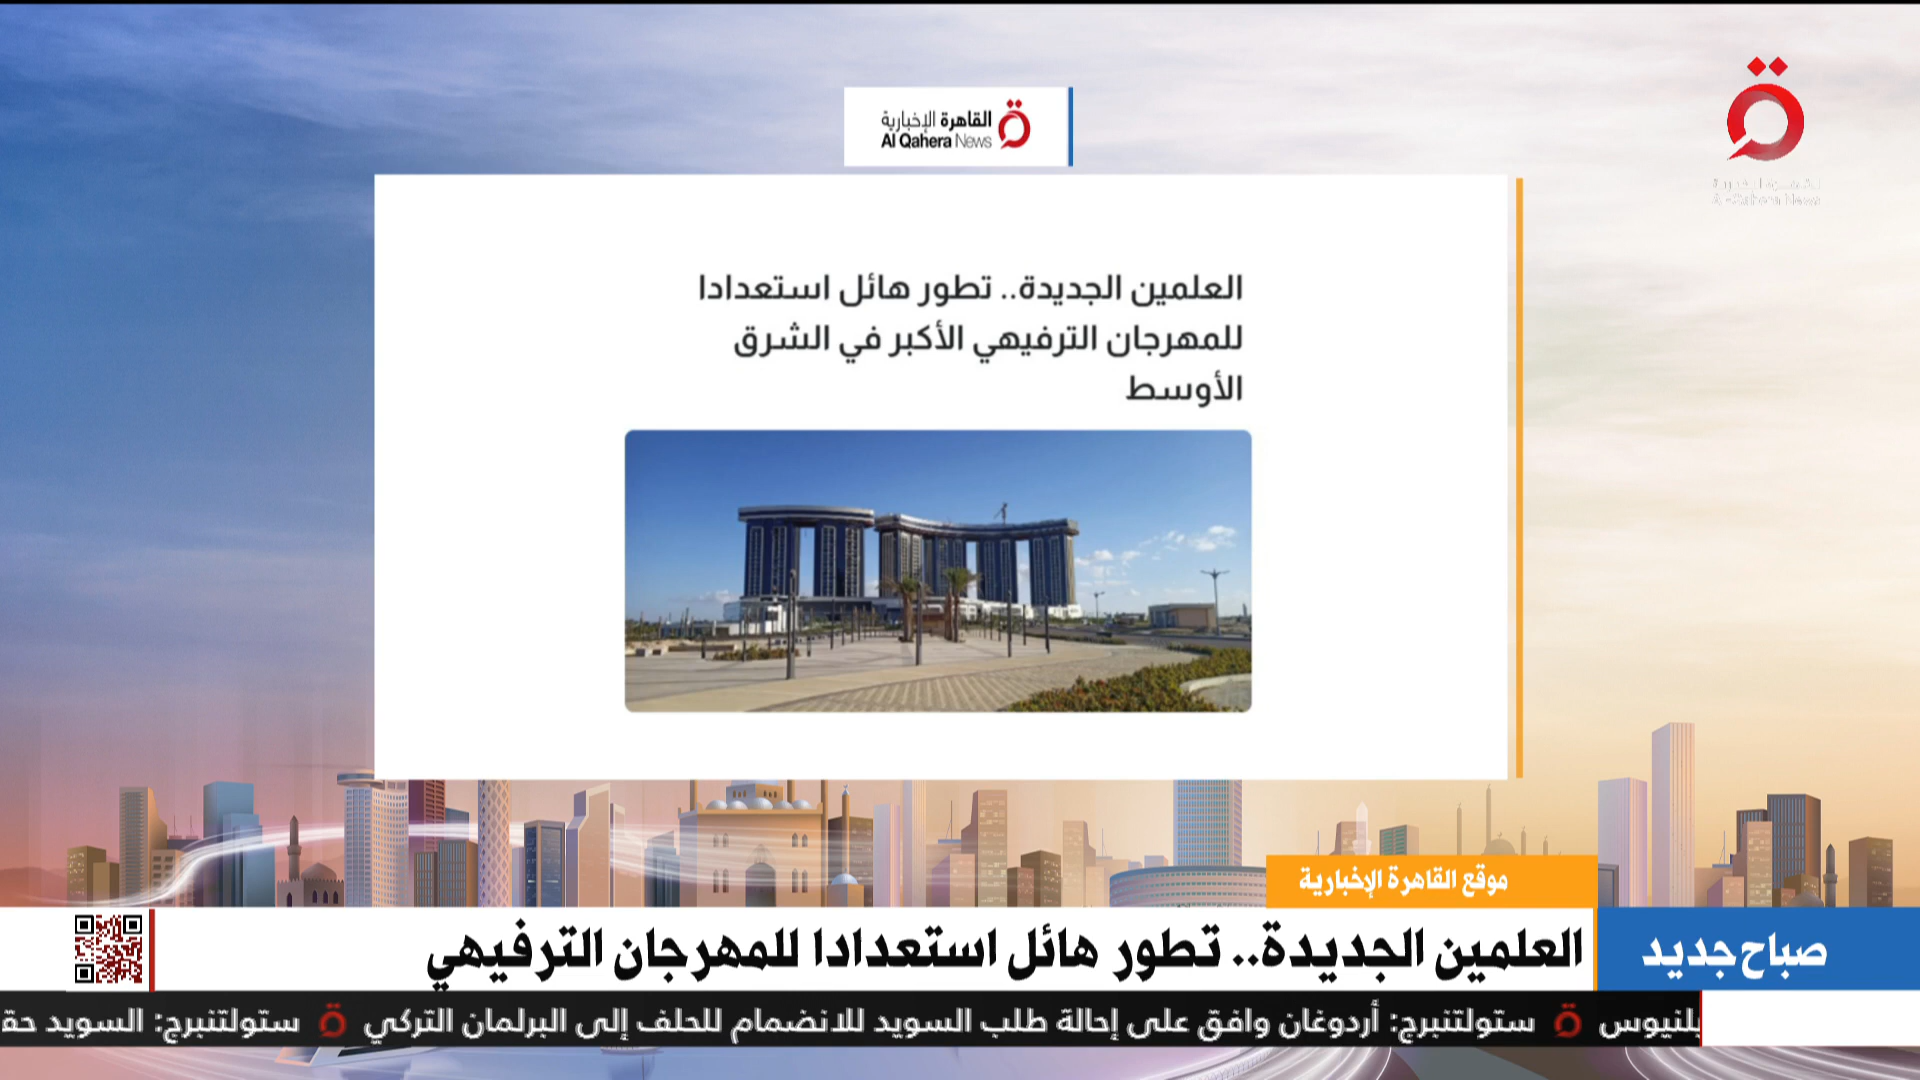 القاهرة الإخبارية
Al Qahera News
العلمين الجديدة.. تطور هائل استعدادا
للمهرجان الترفيهي الأكبر في الشرق
الأوسط
موقع القاهرة الإخبارية
صباح جديد
العلمين الجديدة.. تطور هائل استعدادا للمهرجان الترفيهي
ستولتنبرج: أردوغان وافق على إحالة طلب السويد للانضمام للحلف إلى البرلمان التركي ستولتنبرج: السويد